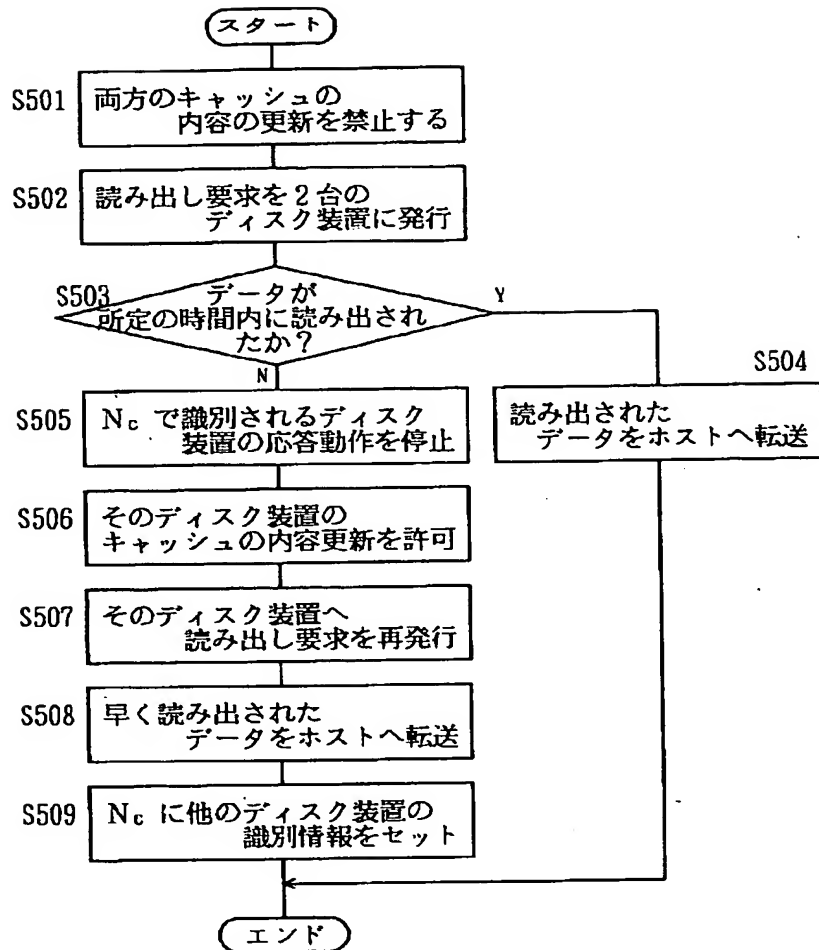 スタート
S501
両方のキャッシュの
内容の更新を禁止する
S502
読み出し要求を2台の
ディスク装置に発行
S503
データが
所定の時間内に読み出され
たか?
Y
N
S504
読み出された
データをホストへ転送
S505
Nc で識別されるディスク
装置の応答動作を停止
S506
そのディスク装置の
キャッシュの内容更新を許可
S507
そのディスク装置へ
読み出し要求を再発行
S508
早く読み出された
データをホストへ転送
S509
Nc に他のディスク装置の
識別情報をセット
エンド